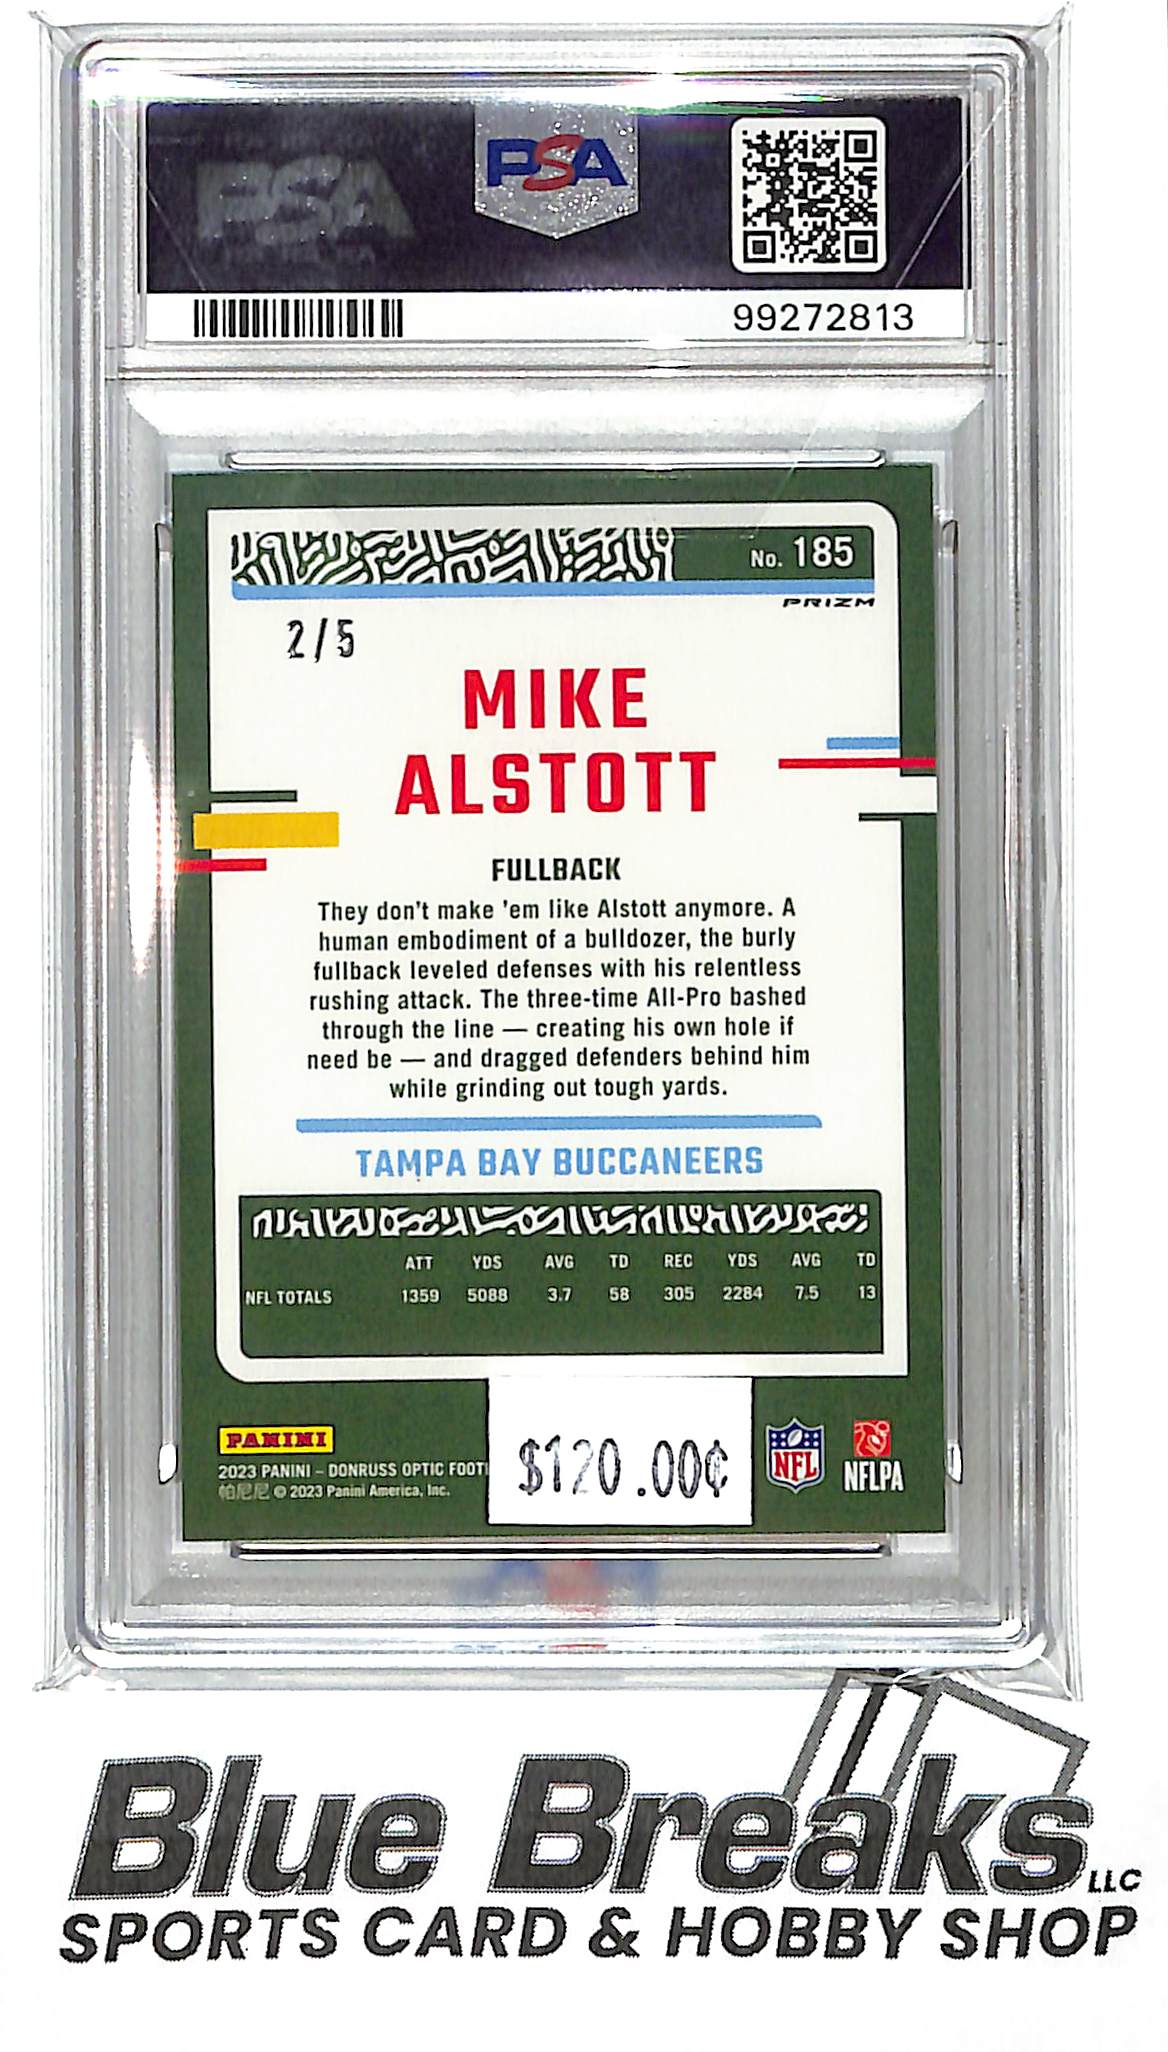 PSA
PSA
99272813
No. 185
PRIZM
2/5
MIKE
ALSTOTT
FULLBACK
They don't make 'em like Alstott anymore. A
human embodiment of a bulldozer, the burly
fullback leveled defenses with his relentless
rushing attack. The three-time All-Pro bashed
through the line — creating his own hole if
need be — and dragged defenders behind him
while grinding out tough yards.
TAMPA BAY BUCCANEERS
ATT YDS AVG TD REC YDS AVG TD
NFL TOTALS 1359 5088 3.7 58 305 2284 7.5 13
PANINI
2023 PANINI – DONRUSS OPTIC FOOT
帕尼尼 © 2023 Panini America, Inc.
$120.00¢
NFL
NFLPA
Blue Breaks LLC
SPORTS CARD & HOBBY SHOP